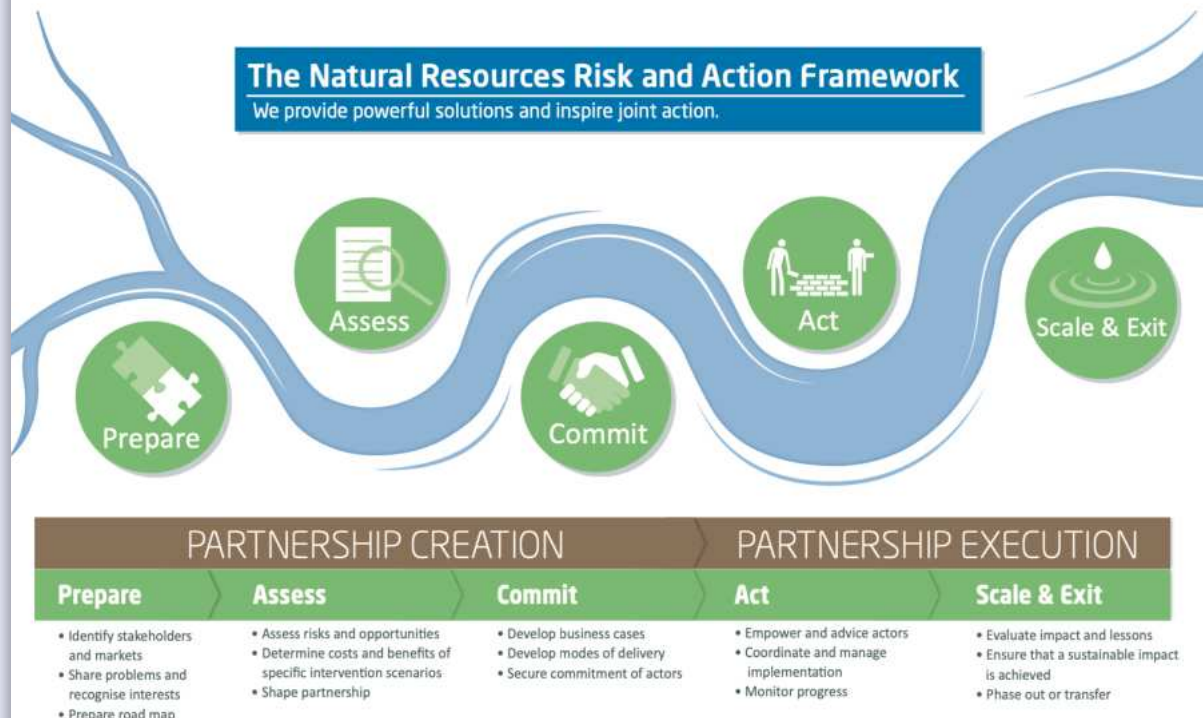 The Natural Resources Risk and Action Framework
We provide powerful solutions and inspire joint action.
Assess
Act
Scale & Exit
Prepare
Commit
PARTNERSHIP CREATION
PARTNERSHIP EXECUTION
Prepare
• Identify stakeholders
and markets
• Share problems and
recognise interests
• Prepare road map
Assess
• Assess risks and opportunities
• Determine costs and benefits of
specific intervention scenarios
• Shape partnership
Commit
• Develop business cases
• Develop modes of delivery
• Secure commitment of actors
Act
• Empower and advice actors
• Coordinate and manage
implementation
• Monitor progress
Scale & Exit
• Evaluate impact and lessons
• Ensure that a sustainable impact
is achieved
• Phase out or transfer